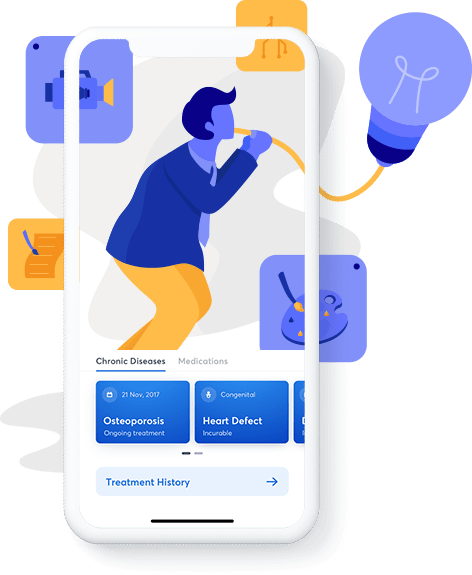 Chronic Diseases Medications
21 Nov, 2017 Congenital
Osteoporosis Heart Defect D
Ongoing treatment Incurable
Treatment History